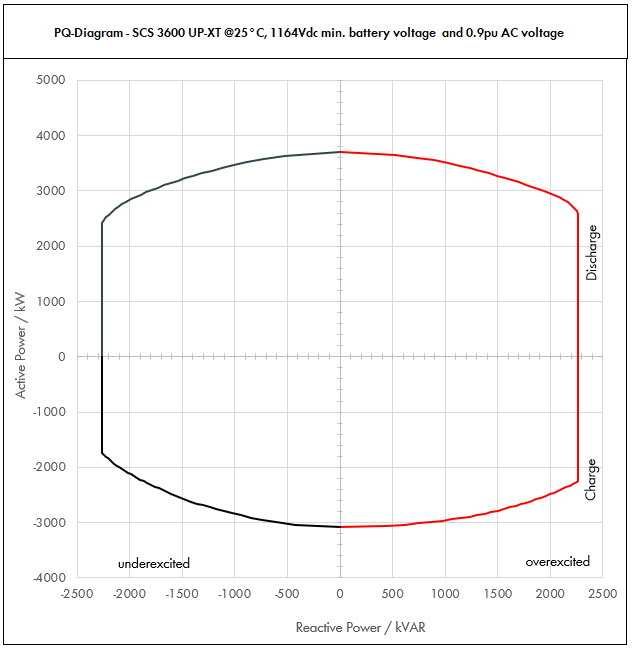 PQ-Diagram - SCS 3600 UP-XT @25°C, 1164Vdc min. battery voltage and 0.9pu AC voltage
5000
4000
3000
2000
1000
0
-1000
-2000
-3000
-4000
Active Power / kW
Discharge
Charge
underexcited
overexcited
-2500 -2000 -1500 -1000 -500 0 500 1000 1500 2000 2500
Reactive Power / kVAR